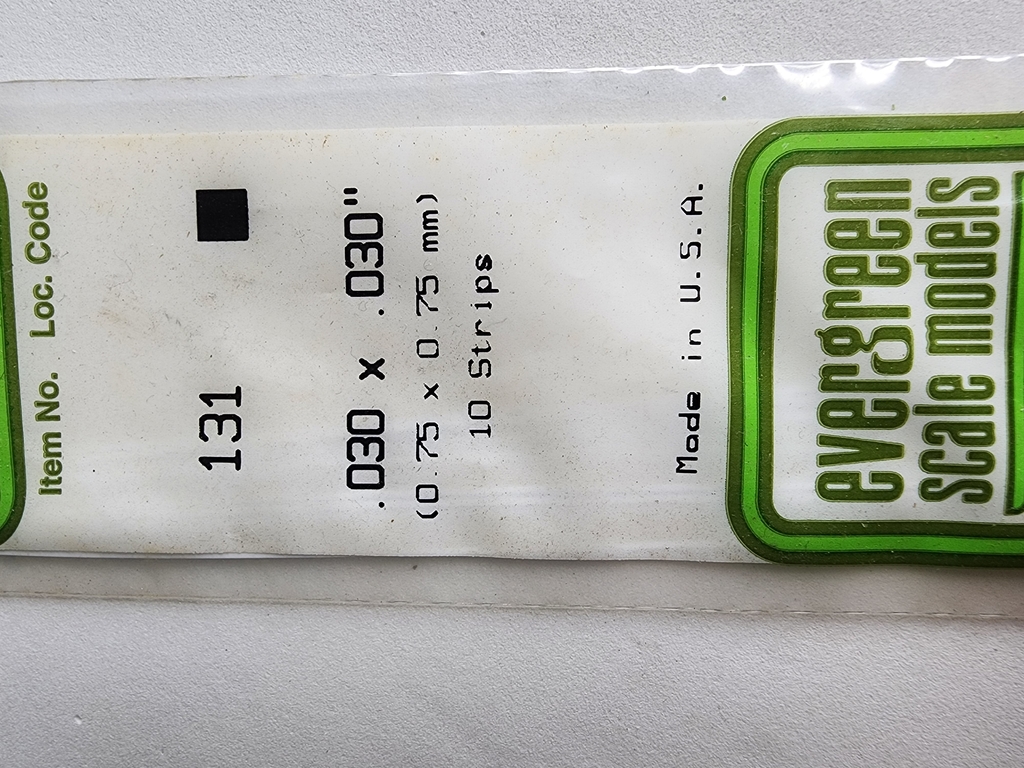 evergreen
scale models
Item No. Loc. Code
131
.030 x .030"
(0.75 x 0.75 mm)
10 Strips
Made in U.S.A.